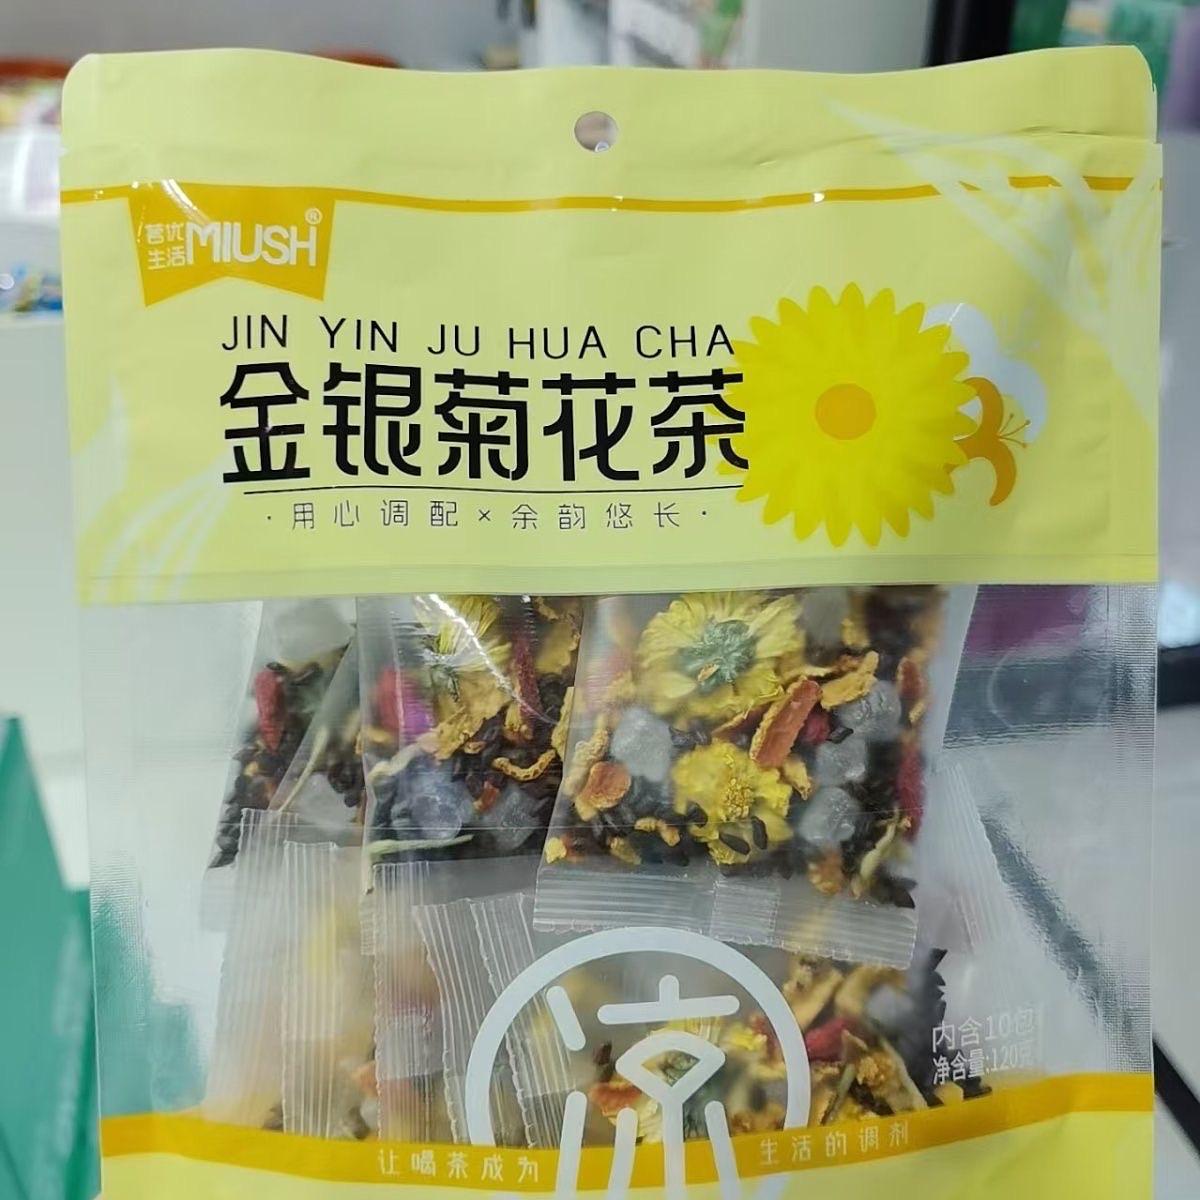 茗优
生活
MIUSH®
JIN YIN JU HUA CHA
金银菊花茶
·用心调配×余韵悠长·
凉
内含10包
净含量:120克
让喝茶成为
生活的调剂